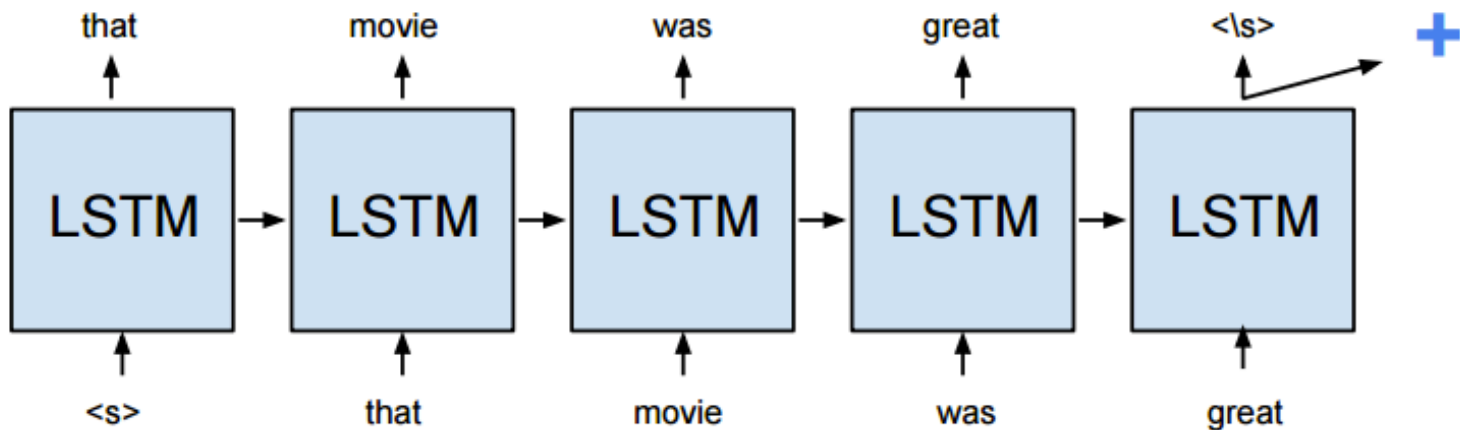 that movie was great <\s> +
LSTM LSTM LSTM LSTM LSTM
<s> that movie was great